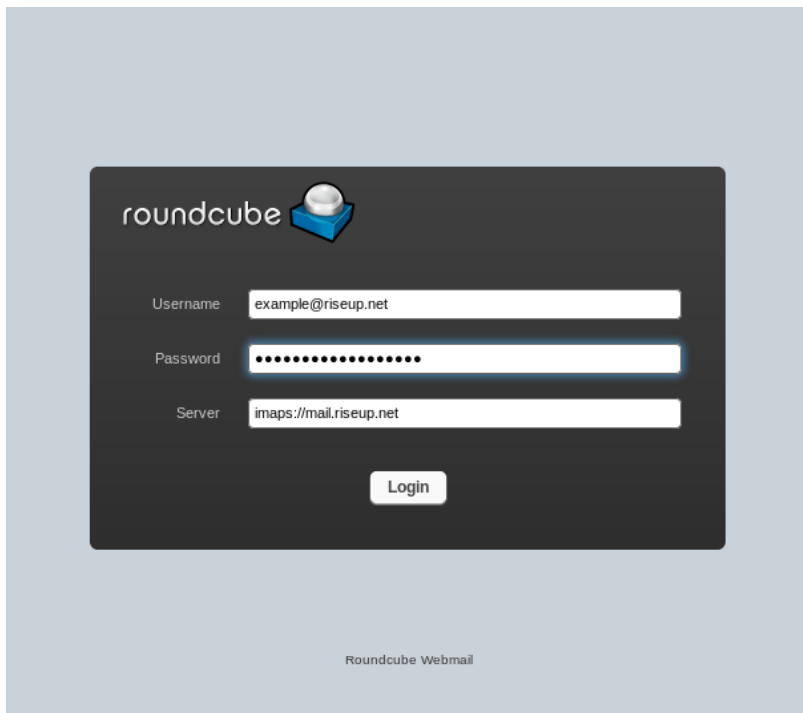 roundcube
Username example@riseup.net
Password ••••••••••••••••••
Server imaps://mail.riseup.net
Login
Roundcube Webmail